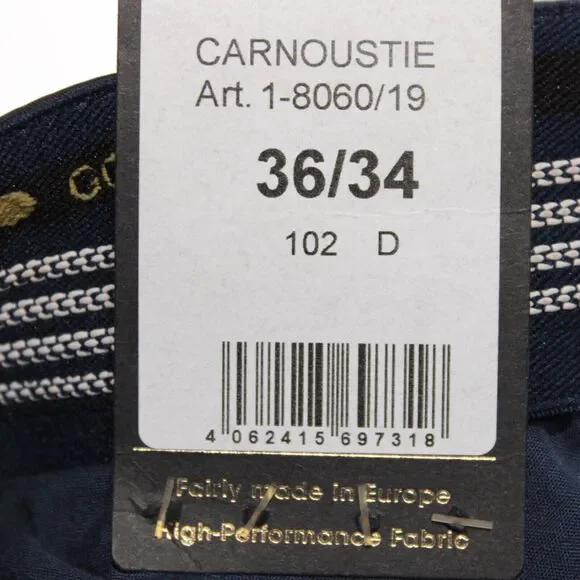 CARNOUSTIE
Art. 1-8060/19
36/34
102 D
4 062415 697318
Fairly made in Europe
High-Performance Fabric